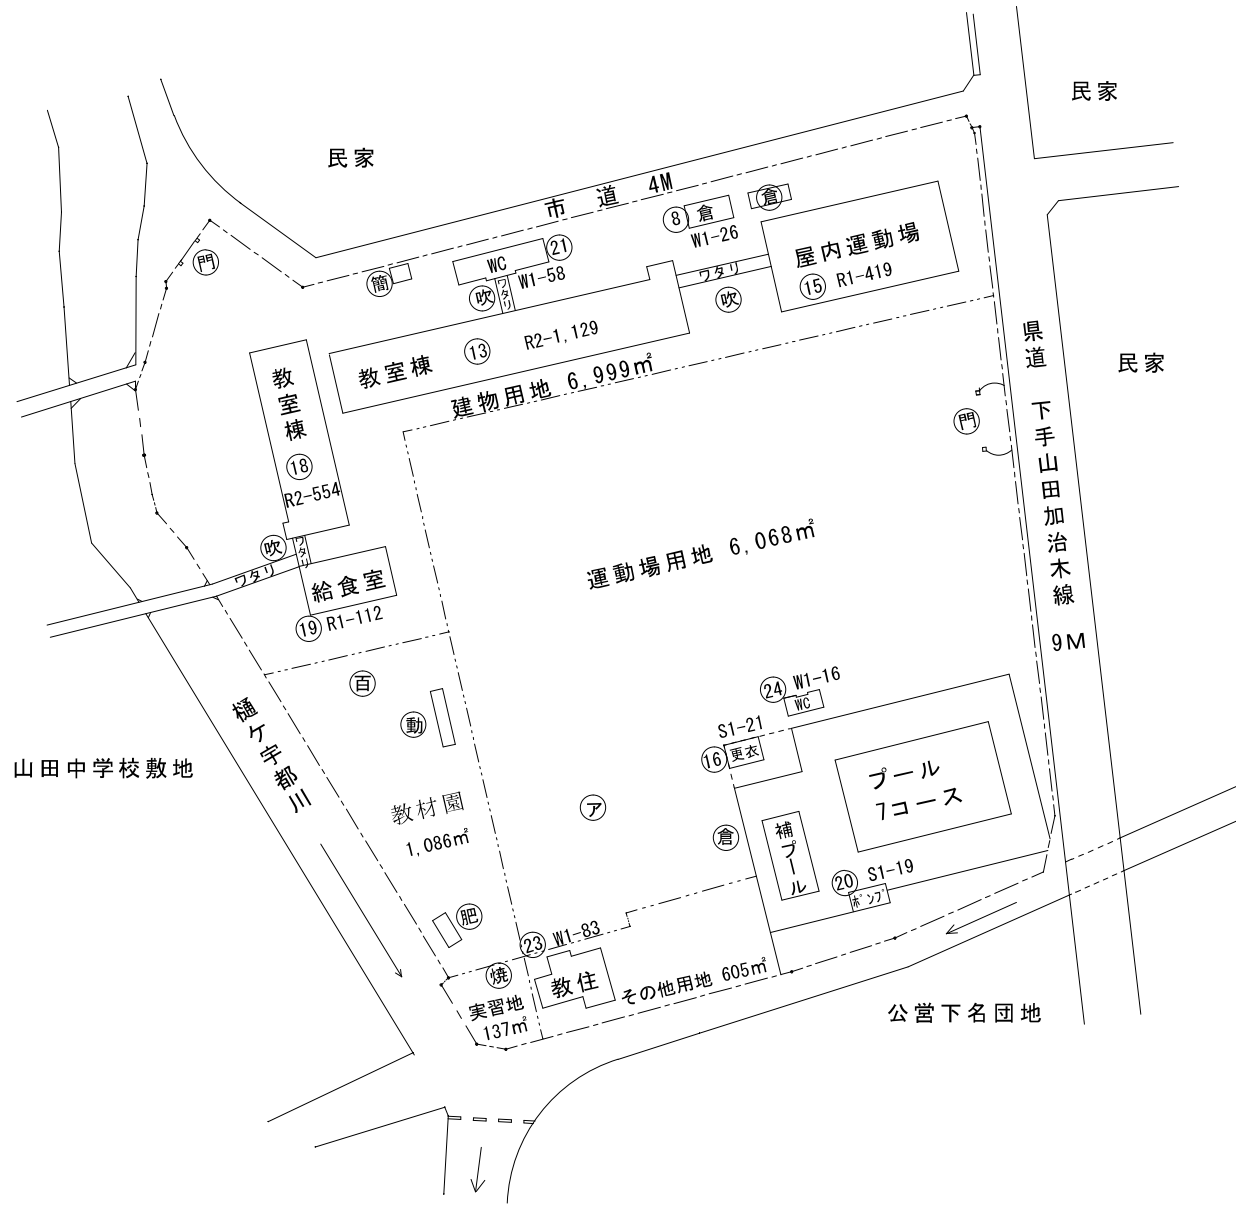 民家
民家
市道 4M
倉
⑧
倉
W1-26
門
簡
WC
㉑
吹
ワタリ
W1-58
ワタリ
吹
屋内運動場
⑮ R1-419
教室棟 ⑬ R2-1,129
建物用地 6,999㎡
教室棟
⑱
R2-554
県道 下手山田加治木線 9M
民家
門
吹
ワタリ
ワタリ
給食室
⑲ R1-112
運動場用地 6,068㎡
百
動
㉔ W1-16
WC
S1-21
⑯ 更衣
プール
7コース
補プール
倉
⑳ S1-19
ポンプ
樋ケ宇都川
山田中学校敷地
教材園
1,086㎡
ア
肥
㉓ W1-83
教住
焼
実習地
137㎡
その他用地 605㎡
公営下名団地